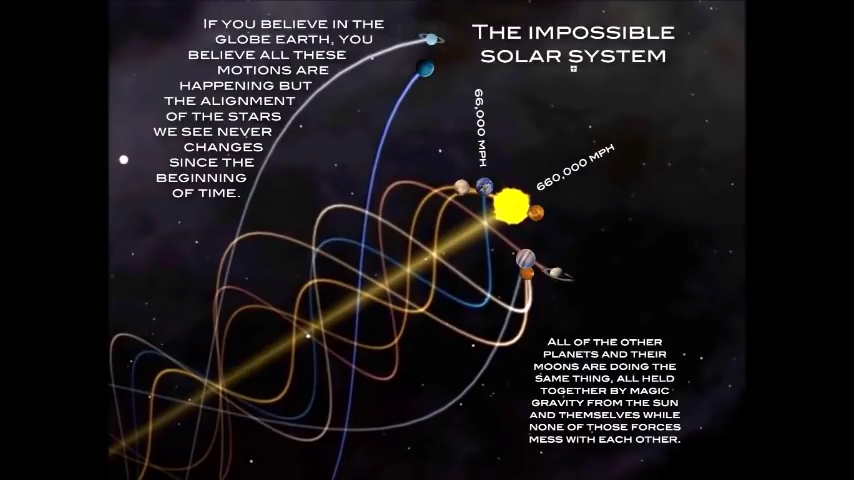 IF YOU BELIEVE IN THE
GLOBE EARTH, YOU
BELIEVE ALL THESE
MOTIONS ARE
HAPPENING BUT
THE ALIGNMENT
OF THE STARS
WE SEE NEVER
CHANGES
SINCE THE
BEGINNING
OF TIME.
THE IMPOSSIBLE
SOLAR SYSTEM
66,000 MPH
660,000 MPH
ALL OF THE OTHER
PLANETS AND THEIR
MOONS ARE DOING THE
SAME THING, ALL HELD
TOGETHER BY MAGIC
GRAVITY FROM THE SUN
AND THEMSELVES WHILE
NONE OF THOSE FORCES
MESS WITH EACH OTHER.